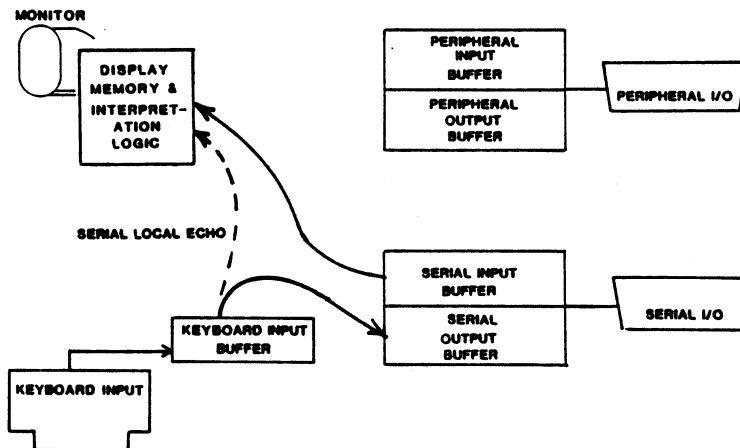 MONITOR
DISPLAY
MEMORY &
INTERPRET-
ATION
LOGIC
PERIPHERAL
INPUT
BUFFER
PERIPHERAL
OUTPUT
BUFFER
PERIPHERAL I/O
SERIAL LOCAL ECHO
SERIAL INPUT
BUFFER
SERIAL
OUTPUT
BUFFER
SERIAL I/O
KEYBOARD INPUT
BUFFER
KEYBOARD INPUT